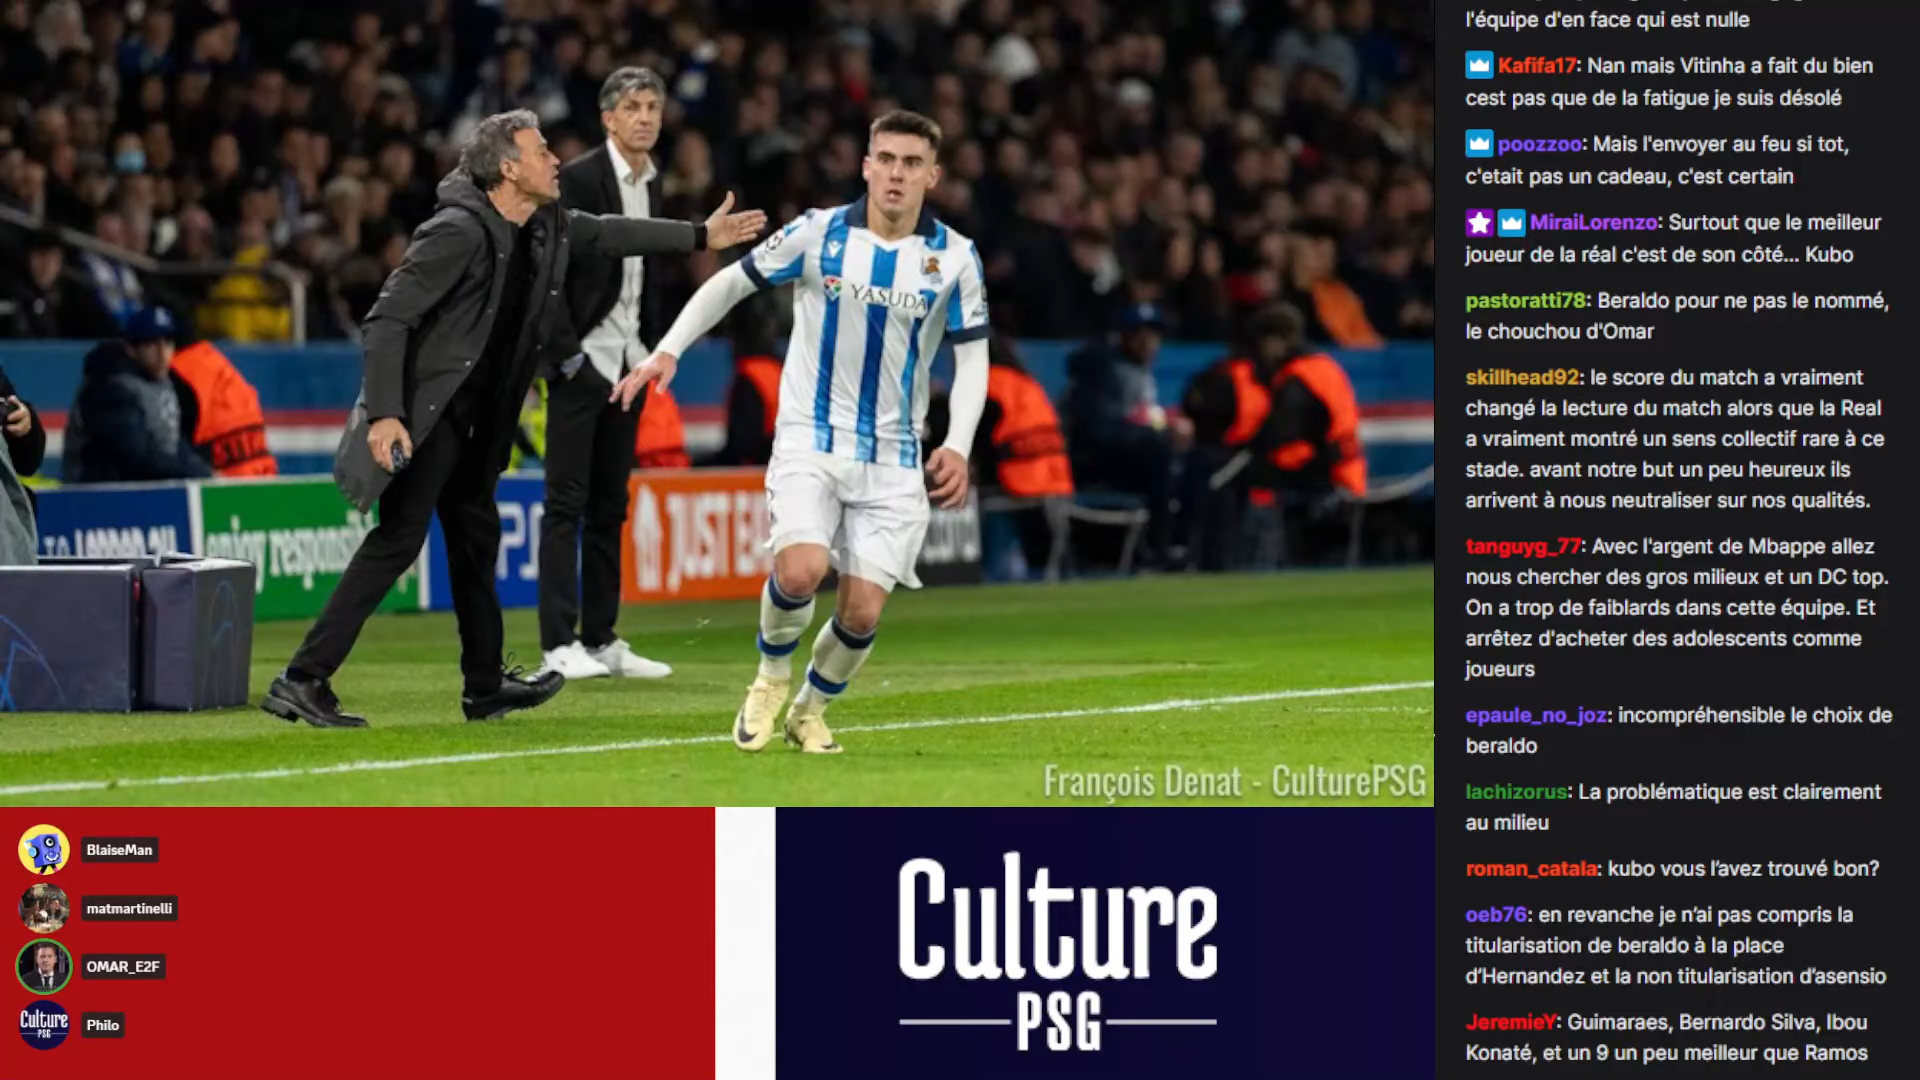 YASUDA
TO LONDON 24
enjoy responsibly
JUST EA
François Denat - CulturePSG
BlaiseMan
matmartinelli
OMAR_E2F
Culture
PSG
Philo
Culture
PSG
l'équipe d'en face qui est nulle
Kafifa17: Nan mais Vitinha a fait du bien
cest pas que de la fatigue je suis désolé
poozzoo: Mais l'envoyer au feu si tot,
c'etait pas un cadeau, c'est certain
MiraiLorenzo: Surtout que le meilleur
joueur de la réal c'est de son côté... Kubo
pastoratti78: Beraldo pour ne pas le nommé,
le chouchou d'Omar
skillhead92: le score du match a vraiment
changé la lecture du match alors que la Real
a vraiment montré un sens collectif rare à ce
stade. avant notre but un peu heureux ils
arrivent à nous neutraliser sur nos qualités.
tanguyg_77: Avec l'argent de Mbappe allez
nous chercher des gros milieux et un DC top.
On a trop de faiblards dans cette équipe. Et
arrêtez d'acheter des adolescents comme
joueurs
epaule_no_joz: incompréhensible le choix de
beraldo
lachizorus: La problématique est clairement
au milieu
roman_catala: kubo vous l’avez trouvé bon?
oeb76: en revanche je n’ai pas compris la
titularisation de beraldo à la place
d’Hernandez et la non titularisation d’asensio
JeremieY: Guimaraes, Bernardo Silva, Ibou
Konaté, et un 9 un peu meilleur que Ramos